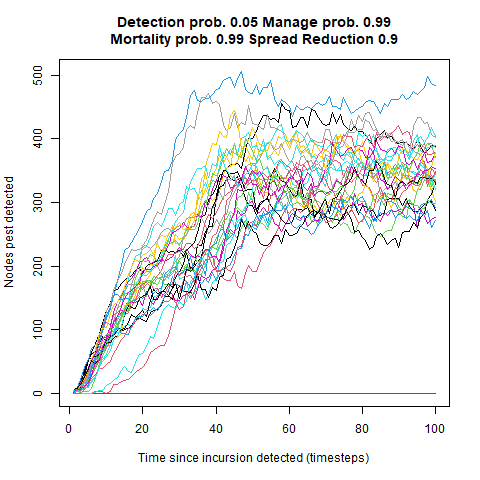 Detection prob. 0.05 Manage prob. 0.99
Mortality prob. 0.99 Spread Reduction 0.9
Nodes pest detected
500
400
300
200
100
0
0 20 40 60 80 100
Time since incursion detected (timesteps)